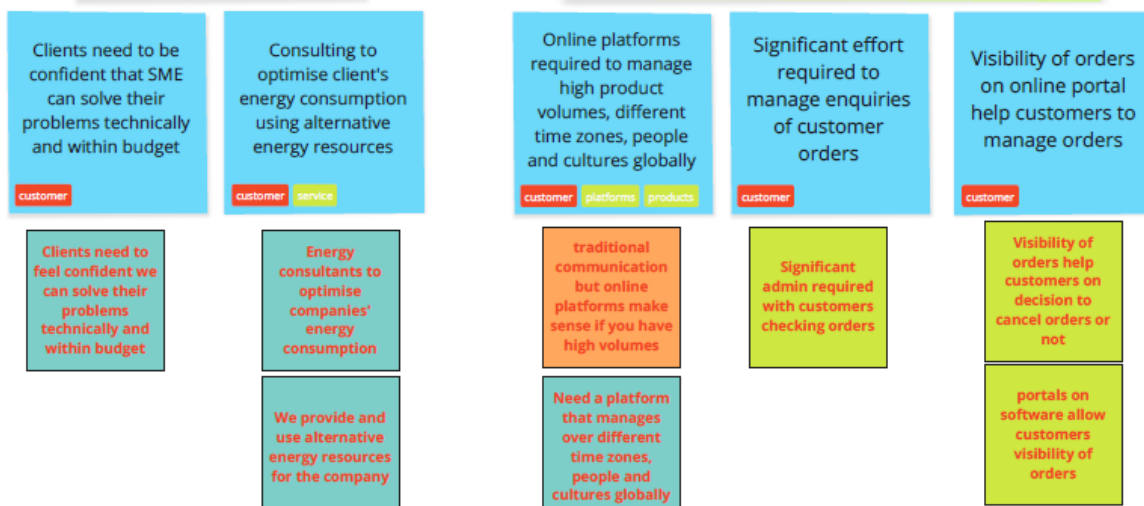 Clients need to be
confident that SME
can solve their
problems technically
and within budget
customer
Consulting to
optimise client's
energy consumption
using alternative
energy resources
customer
service
Online platforms
required to manage
high product
volumes, different
time zones, people
and cultures globally
customer
platforms
products
Significant effort
required to
manage enquiries
of customer
orders
customer
Visibility of orders
on online portal
help customers to
manage orders
customer
Clients need to
feel confident we
can solve their
problems
technically and
within budget
Energy
consultants to
optimise
companies'
energy
consumption
We provide and
use alternative
energy resources
for the company
traditional
communication
but online
platforms make
sense if you have
high volumes
Need a platform
that manages
over different
time zones,
people and
cultures globally
Significant
admin required
with customers
checking orders
Visibility of
orders help
customers on
decision to
cancel orders or
not
portals on
software allow
customers
visibility of
orders